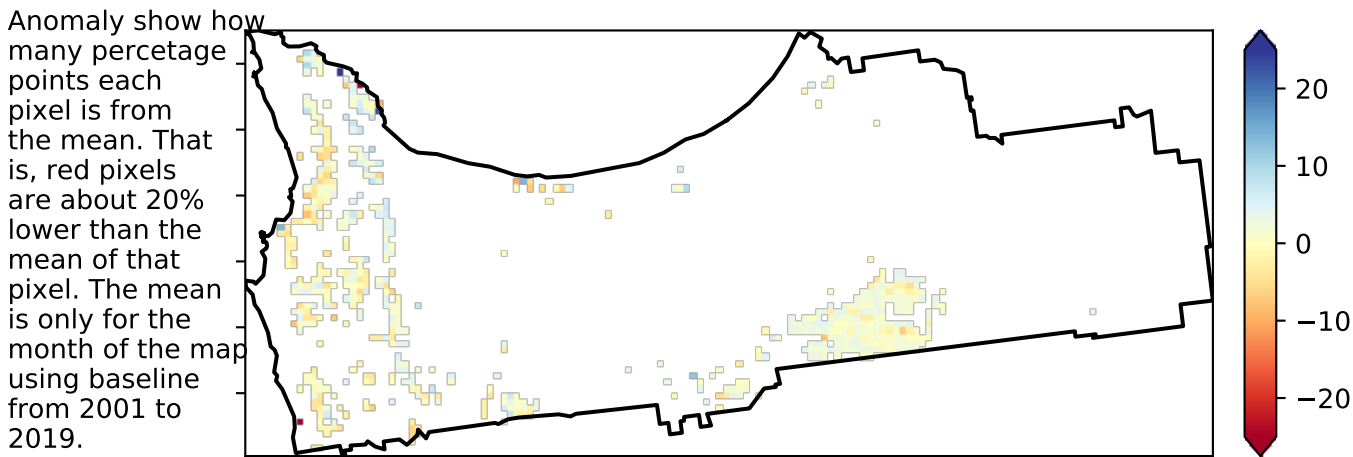 Anomaly show how
many percetage
points each
pixel is from
the mean. That
is, red pixels
are about 20%
lower than the
mean of that
pixel. The mean
is only for the
month of the map
using baseline
from 2001 to
2019.
20
10
0
−10
−20